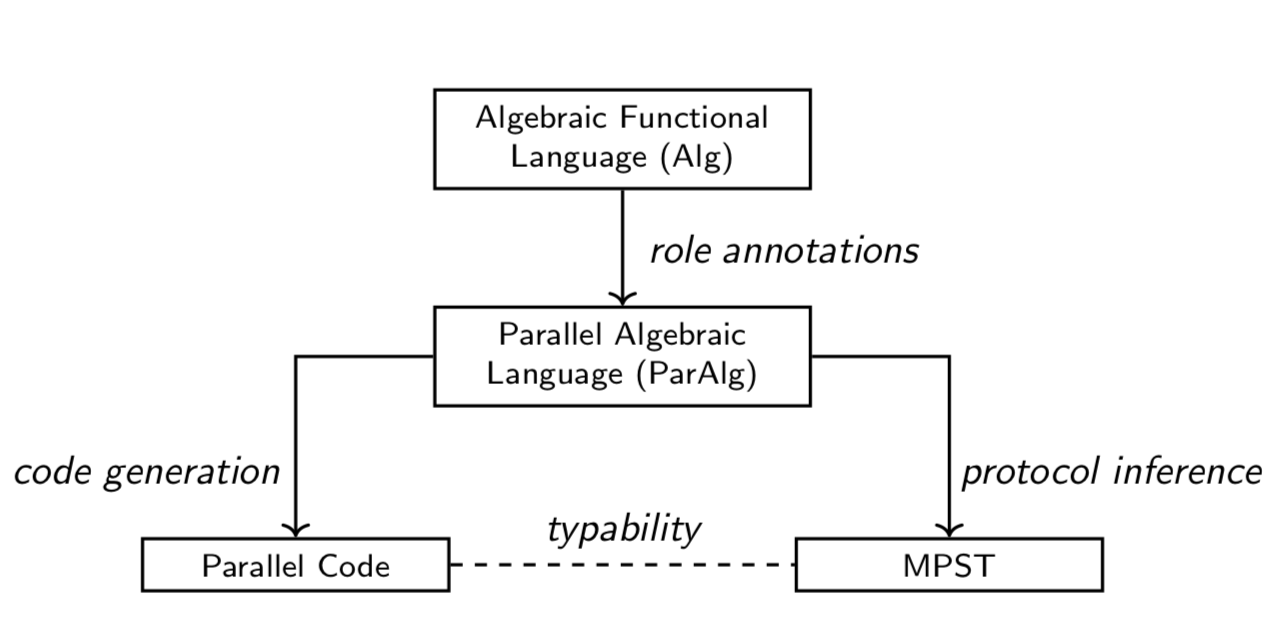 Algebraic Functional
Language (Alg)
role annotations
Parallel Algebraic
Language (ParAlg)
code generation
protocol inference
typability
Parallel Code
MPST